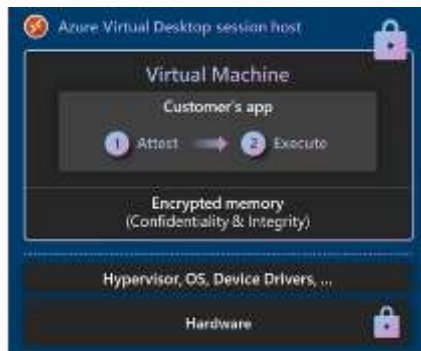 Azure Virtual Desktop session host
Virtual Machine
Customer's app
1 Attest 2 Execute
Encrypted memory
(Confidentiality & Integrity)
Hypervisor, OS, Device Drivers, ...
Hardware